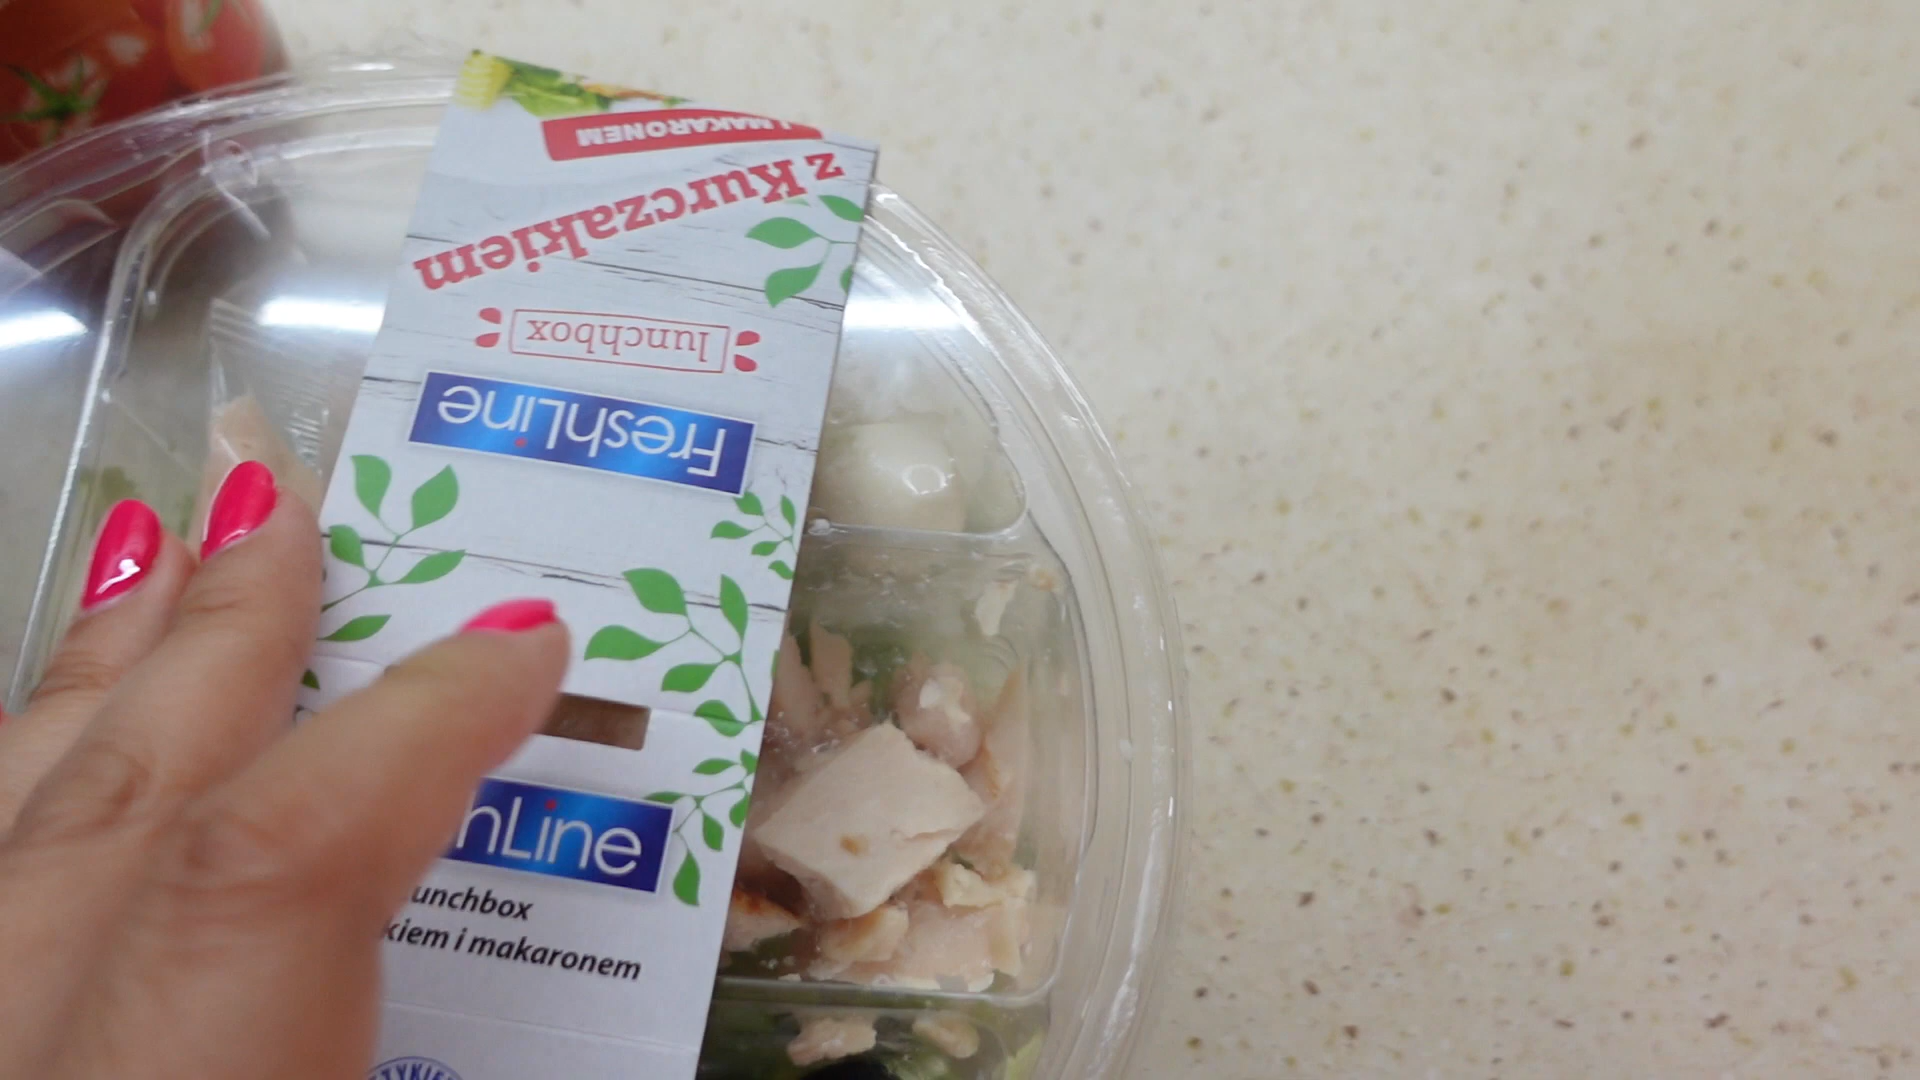 FreshLine
lunchbox
z Kurczakiem
I MAKARONEM
hLine
unchbox
kiem i makaronem